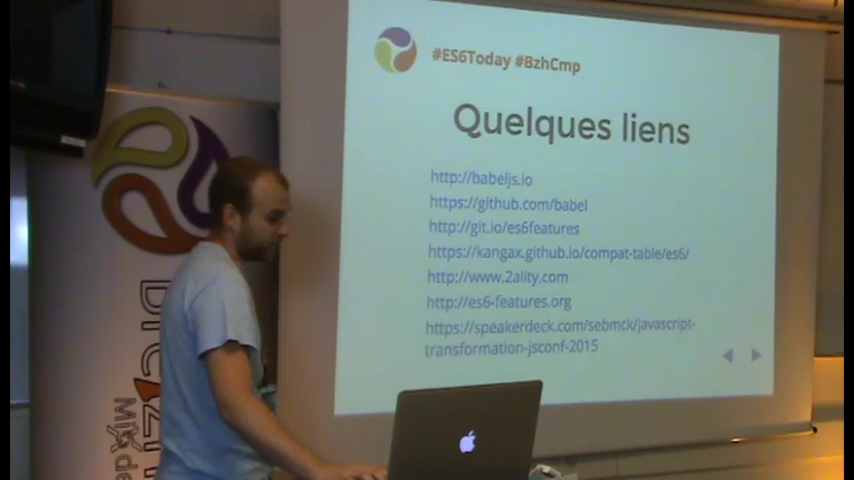 #ES6Today #BzhCmp
Quelques liens
http://babeljs.io
https://github.com/babel
http://git.io/es6features
https://kangax.github.io/compat-table/es6/
http://www.2ality.com
http://es6-features.org
https://speakerdeck.com/sebmck/javascript-
transformation-jsconf-2015